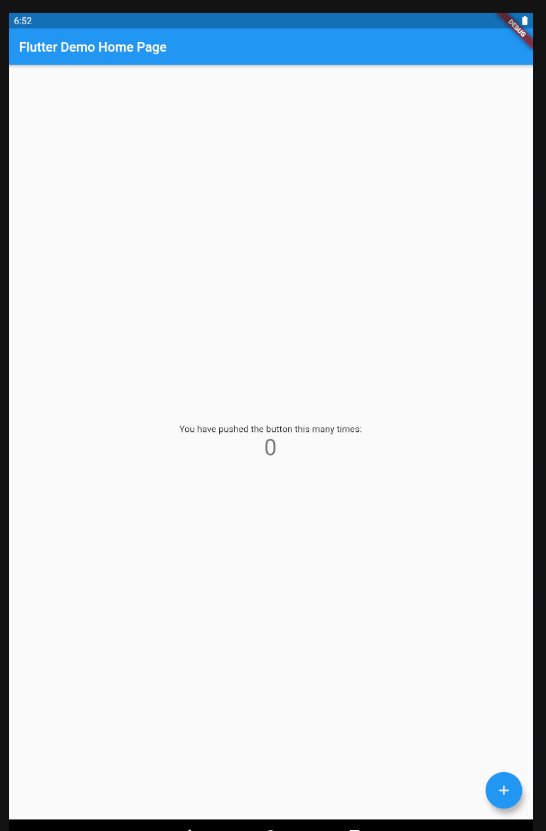 6:52
DEBUG
Flutter Demo Home Page
You have pushed the button this many times:
0
+